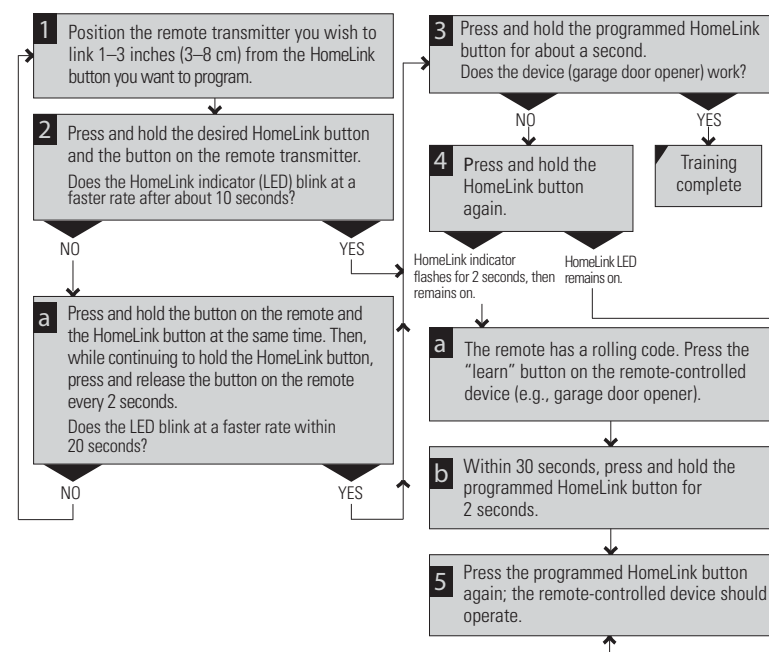 1
Position the remote transmitter you wish to
link 1–3 inches (3–8 cm) from the HomeLink
button you want to program.
2
Press and hold the desired HomeLink button
and the button on the remote transmitter.
Does the HomeLink indicator (LED) blink at a
faster rate after about 10 seconds?
NO
YES
a
Press and hold the button on the remote and
the HomeLink button at the same time. Then,
while continuing to hold the HomeLink button,
press and release the button on the remote
every 2 seconds.
Does the LED blink at a faster rate within
20 seconds?
NO
YES
3
Press and hold the programmed HomeLink
button for about a second.
Does the device (garage door opener) work?
NO
YES
4
Press and hold the
HomeLink button
again.
Training
complete
HomeLink indicator
flashes for 2 seconds, then
remains on.
HomeLink LED
remains on.
a
The remote has a rolling code. Press the
“learn” button on the remote-controlled
device (e.g., garage door opener).
b
Within 30 seconds, press and hold the
programmed HomeLink button for
2 seconds.
5
Press the programmed HomeLink button
again; the remote-controlled device should
operate.